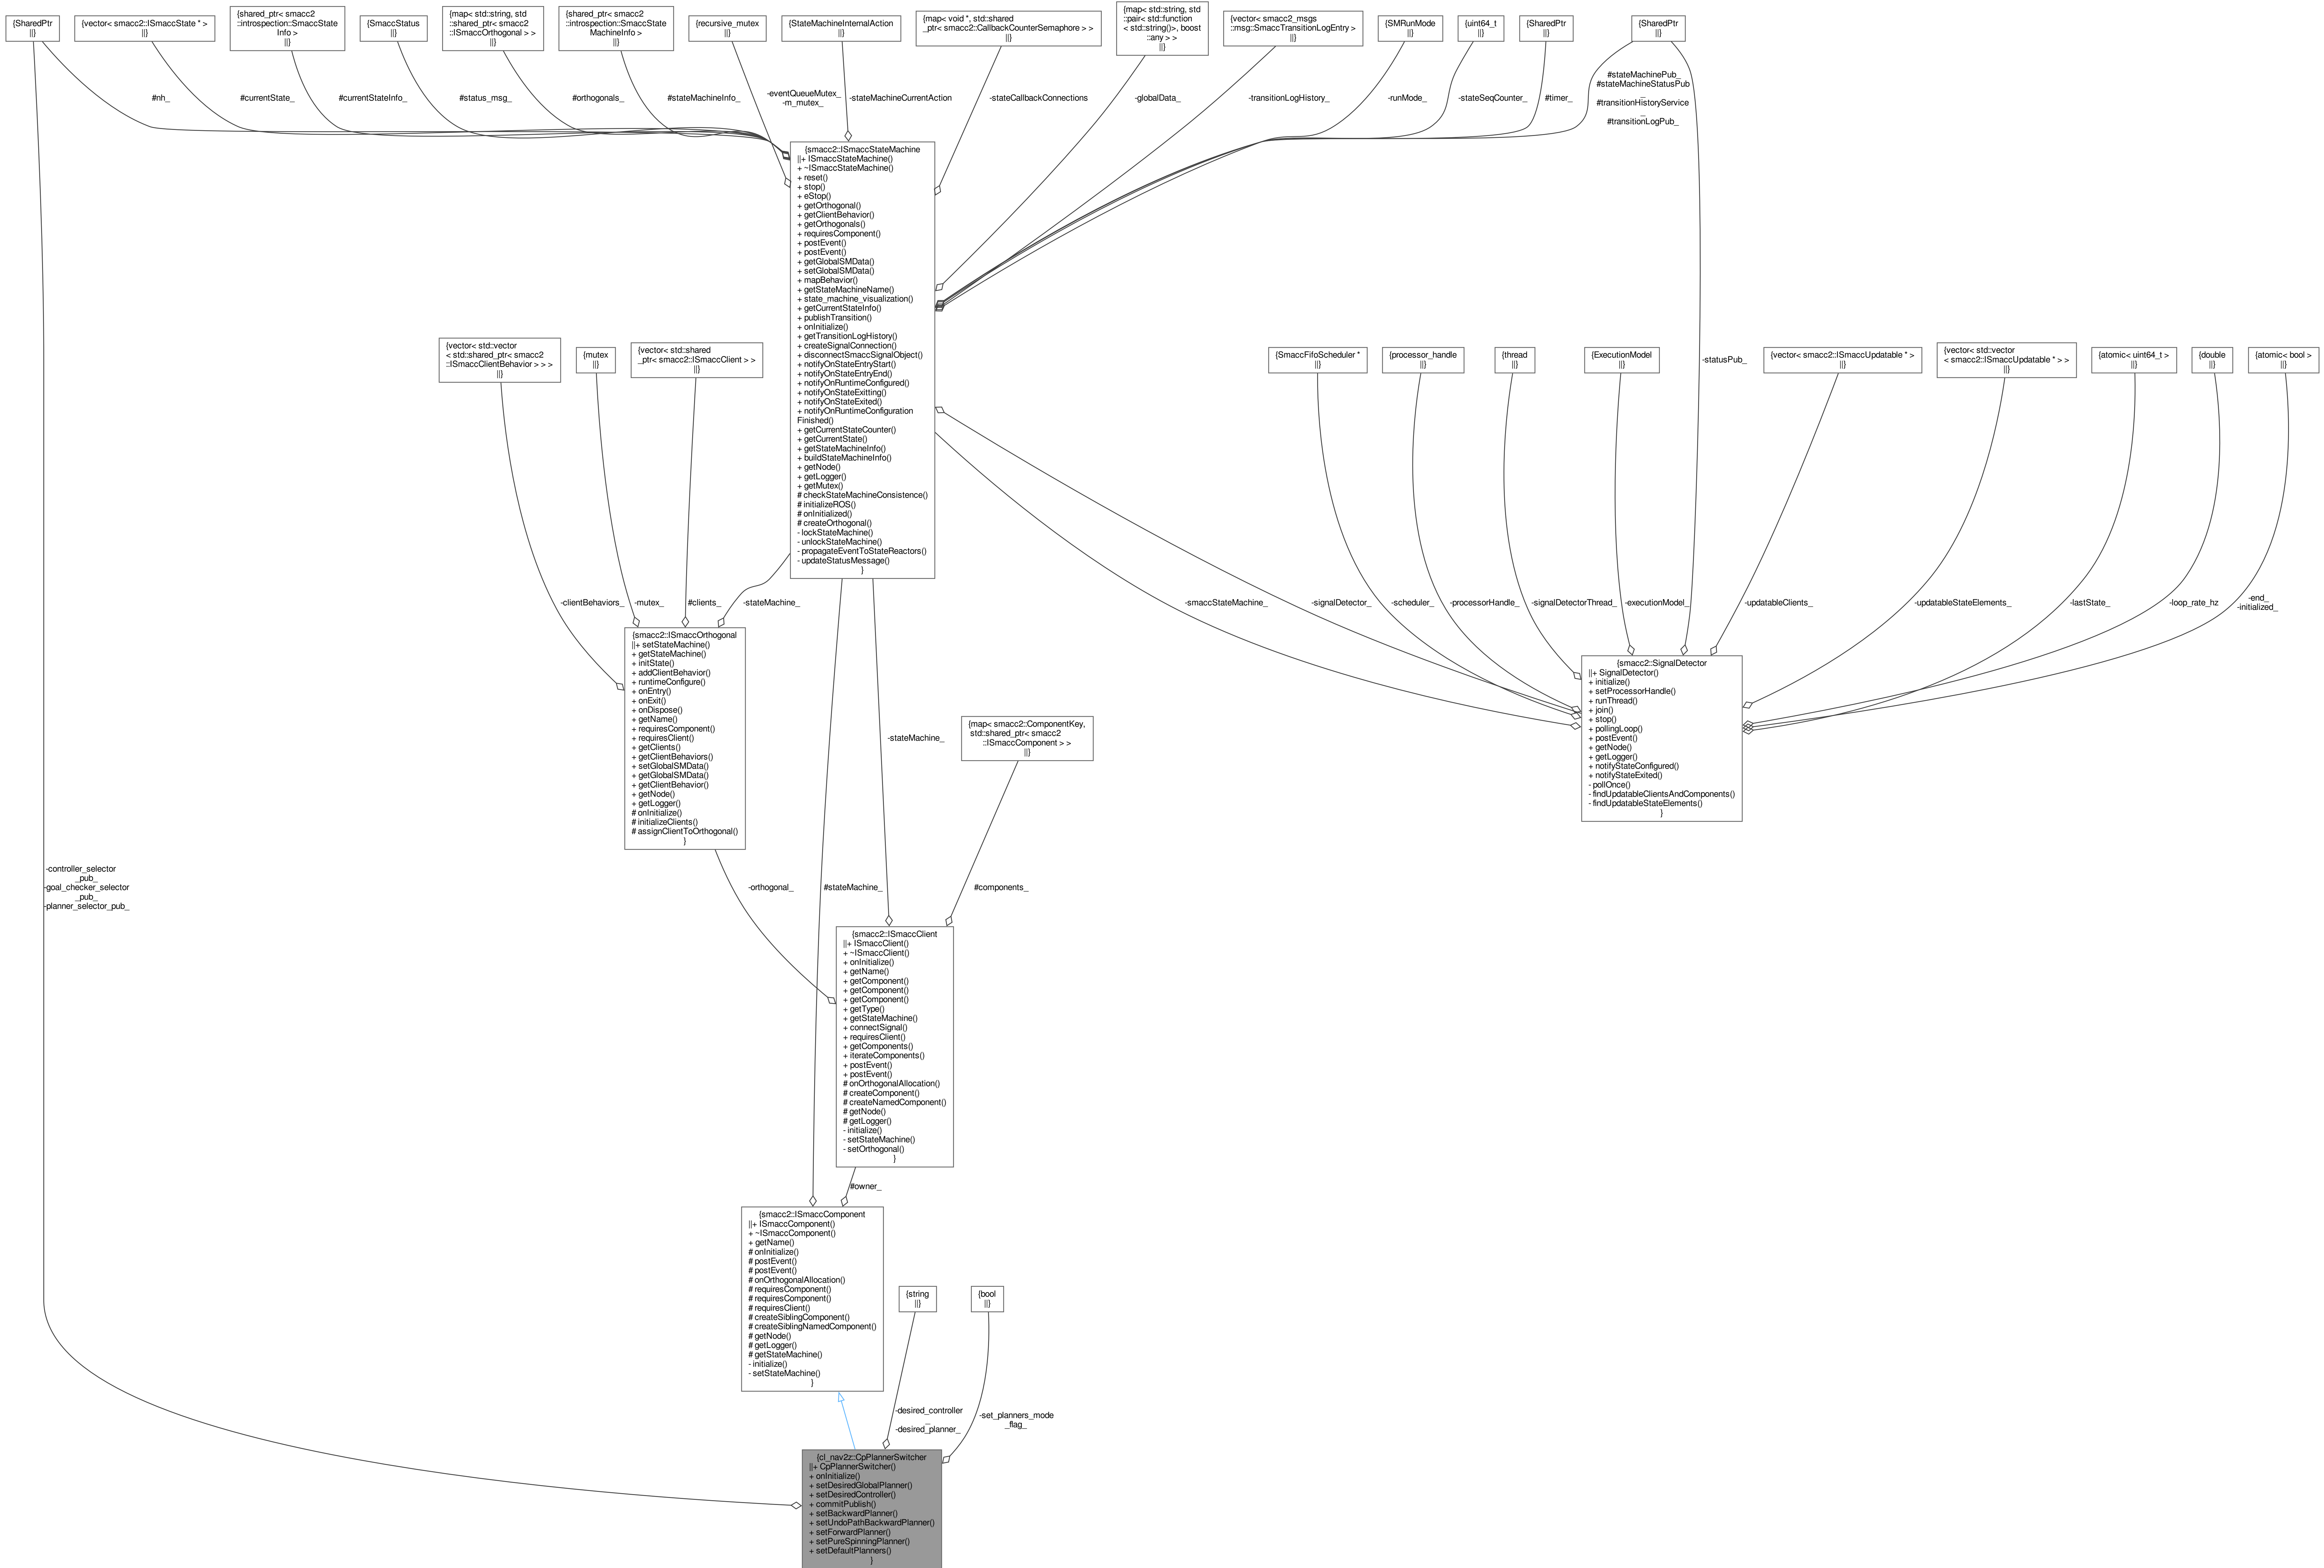 {SharedPtr
||}
{vector< smacc2::ISmaccState * >
||}
{shared_ptr< smacc2
::introspection::SmaccState
Info >
||}
{SmaccStatus
||}
{map< std::string, std
::shared_ptr< smacc2
::ISmaccOrthogonal > >
||}
{shared_ptr< smacc2
::introspection::SmaccState
MachineInfo >
||}
{recursive_mutex
||}
{StateMachineInternalAction
||}
{map< void *, std::shared
_ptr< smacc2::CallbackCounterSemaphore > >
||}
{map< std::string, std
::pair< std::function
< std::string()>, boost
::any > >
||}
{vector< smacc2_msgs
::msg::SmaccTransitionLogEntry >
||}
{SMRunMode
||}
{uint64_t
||}
{SharedPtr
||}
{SharedPtr
||}
#nh_
#currentState_
#currentStateInfo_
#status_msg_
#orthogonals_
#stateMachineInfo_
-eventQueueMutex_
-m_mutex_
-stateMachineCurrentAction
-stateCallbackConnections
-globalData_
-transitionLogHistory_
-runMode_
-stateSeqCounter_
#timer_
#stateMachinePub_
#stateMachineStatusPub
_
#transitionHistoryService
_
#transitionLogPub_
{smacc2::ISmaccStateMachine
||+ ISmaccStateMachine()
+ ~ISmaccStateMachine()
+ reset()
+ stop()
+ eStop()
+ getOrthogonal()
+ getClientBehavior()
+ getOrthogonals()
+ requiresComponent()
+ postEvent()
+ postEvent()
+ getGlobalSMData()
+ setGlobalSMData()
+ mapBehavior()
+ getStateMachineName()
+ state_machine_visualization()
+ getCurrentStateInfo()
+ publishTransition()
+ onInitialize()
+ getTransitionLogHistory()
+ createSignalConnection()
+ disconnectSmaccSignalObject()
+ notifyOnStateEntryStart()
+ notifyOnStateEntryEnd()
+ notifyOnRuntimeConfigured()
+ notifyOnStateExitting()
+ notifyOnStateExited()
+ notifyOnRuntimeConfiguration
Finished()
+ getCurrentStateCounter()
+ getCurrentState()
+ getStateMachineInfo()
+ buildStateMachineInfo()
+ getNode()
+ getLogger()
+ getMutex()
# checkStateMachineConsistence()
# initializeROS()
# onInitialized()
# createOrthogonal()
- lockStateMachine()
- unlockStateMachine()
- propagateEventToStateReactors()
- updateStatusMessage()
}
{vector< std::vector
< std::shared_ptr< smacc2
::ISmaccClientBehavior > > >
||}
{mutex
||}
{vector< std::shared
_ptr< smacc2::ISmaccClient > >
||}
{SmaccFifoScheduler *
||}
{processor_handle
||}
{thread
||}
{ExecutionModel
||}
-statusPub_
{vector< smacc2::ISmaccUpdatable * >
||}
{vector< std::vector
< smacc2::ISmaccUpdatable * > >
||}
{atomic< uint64_t >
||}
{double
||}
{atomic< bool >
||}
-clientBehaviors_
-mutex_
#clients_
-stateMachine_
-smaccStateMachine_
-signalDetector_
-scheduler_
-processorHandle_
-signalDetectorThread_
-executionModel_
-updatableClients_
-updatableStateElements_
-lastState_
-loop_rate_hz
-end_
-initialized_
{smacc2::ISmaccOrthogonal
||+ setStateMachine()
+ getStateMachine()
+ initState()
+ addClientBehavior()
+ runtimeConfigure()
+ onEntry()
+ onExit()
+ onDispose()
+ getName()
+ requiresComponent()
+ requiresClient()
+ getClients()
+ getClientBehaviors()
+ setGlobalSMData()
+ getGlobalSMData()
+ getClientBehavior()
+ getNode()
+ getLogger()
# onInitialize()
# initializeClients()
# assignClientToOrthogonal()
}
{smacc2::SignalDetector
||+ SignalDetector()
+ initialize()
+ setProcessorHandle()
+ runThread()
+ join()
+ stop()
+ pollingLoop()
+ postEvent()
+ getNode()
+ getLogger()
+ notifyStateConfigured()
+ notifyStateExited()
- pollOnce()
- findUpdatableClientsAndComponents()
- findUpdatableStateElements()
}
-stateMachine_
{map< smacc2::ComponentKey,
std::shared_ptr< smacc2
::ISmaccComponent > >
||}
-controller_selector
_pub_
-goal_checker_selector
_pub_
-planner_selector_pub_
-orthogonal_
#stateMachine_
#components_
{smacc2::ISmaccClient
||+ ISmaccClient()
+ ~ISmaccClient()
+ onInitialize()
+ getName()
+ getComponent()
+ getComponent()
+ getComponent()
+ getType()
+ getStateMachine()
+ connectSignal()
+ requiresClient()
+ getComponents()
+ iterateComponents()
+ postEvent()
+ postEvent()
# onOrthogonalAllocation()
# createComponent()
# createNamedComponent()
# getNode()
# getLogger()
- initialize()
- setStateMachine()
- setOrthogonal()
}
#owner_
{smacc2::ISmaccComponent
||+ ISmaccComponent()
+ ~ISmaccComponent()
+ getName()
# onInitialize()
# postEvent()
# postEvent()
# onOrthogonalAllocation()
# requiresComponent()
# requiresComponent()
# requiresClient()
# createSiblingComponent()
# createSiblingNamedComponent()
# getNode()
# getLogger()
# getStateMachine()
- initialize()
- setStateMachine()
}
{string
||}
{bool
||}
-desired_controller
_
-desired_planner_
-set_planners_mode
_flag_
{cl_nav2z::CpPlannerSwitcher
||+ CpPlannerSwitcher()
+ onInitialize()
+ setDesiredGlobalPlanner()
+ setDesiredController()
+ commitPublish()
+ setBackwardPlanner()
+ setUndoPathBackwardPlanner()
+ setForwardPlanner()
+ setPureSpinningPlanner()
+ setDefaultPlanners()
}